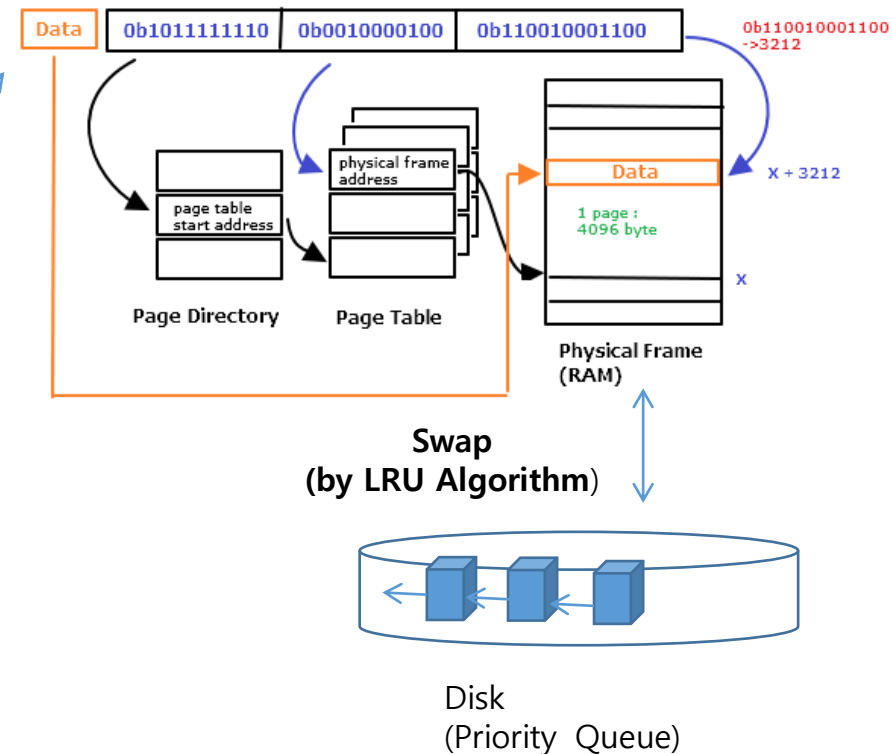 Data 0b1011111110 0b0010000100 0b110010001100
0b110010001100
->3212
physical frame
address
Data
X + 3212
page table
start address
1 page :
4096 byte
X
Page Directory
Page Table
Physical Frame
(RAM)
Swap
(by LRU Algorithm)
Disk
(Priority Queue)